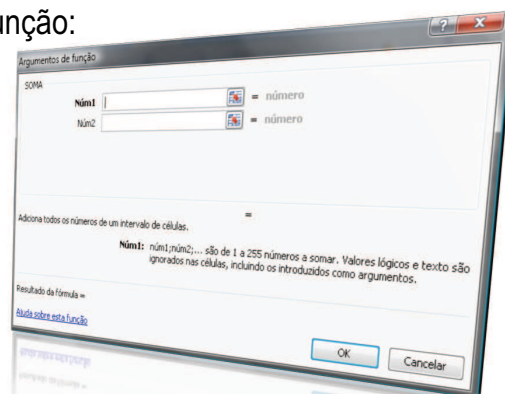 unção:
Argumentos de função
SOMA
Núm1 = número
Núm2 = número
=
Adiciona todos os números de um intervalo de células.
Núm1: núm1;núm2;... são de 1 a 255 números a somar. Valores lógicos e texto são
ignorados nas células, incluindo os introduzidos como argumentos.
Resultado da fórmula =
Ajuda sobre esta função
OK Cancelar